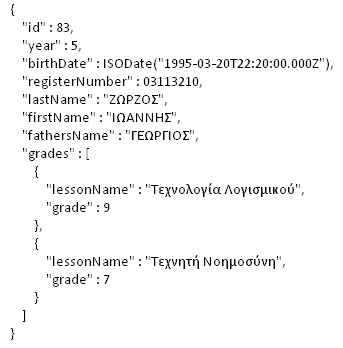 {
"id" : 83,
"year" : 5,
"birthDate" : ISODate("1995-03-20T22:20:00.000Z"),
"registerNumber" : 03113210,
"lastName" : "ΖΩΡΖΟΣ",
"firstName" : "ΙΩΑΝΝΗΣ",
"fathersName" : "ΓΕΩΡΓΙΟΣ",
"grades" : [
{
"lessonName" : "Τεχνολογία Λογισμικού",
"grade" : 9
},
{
"lessonName" : "Τεχνητή Νοημοσύνη",
"grade" : 7
}
]
}